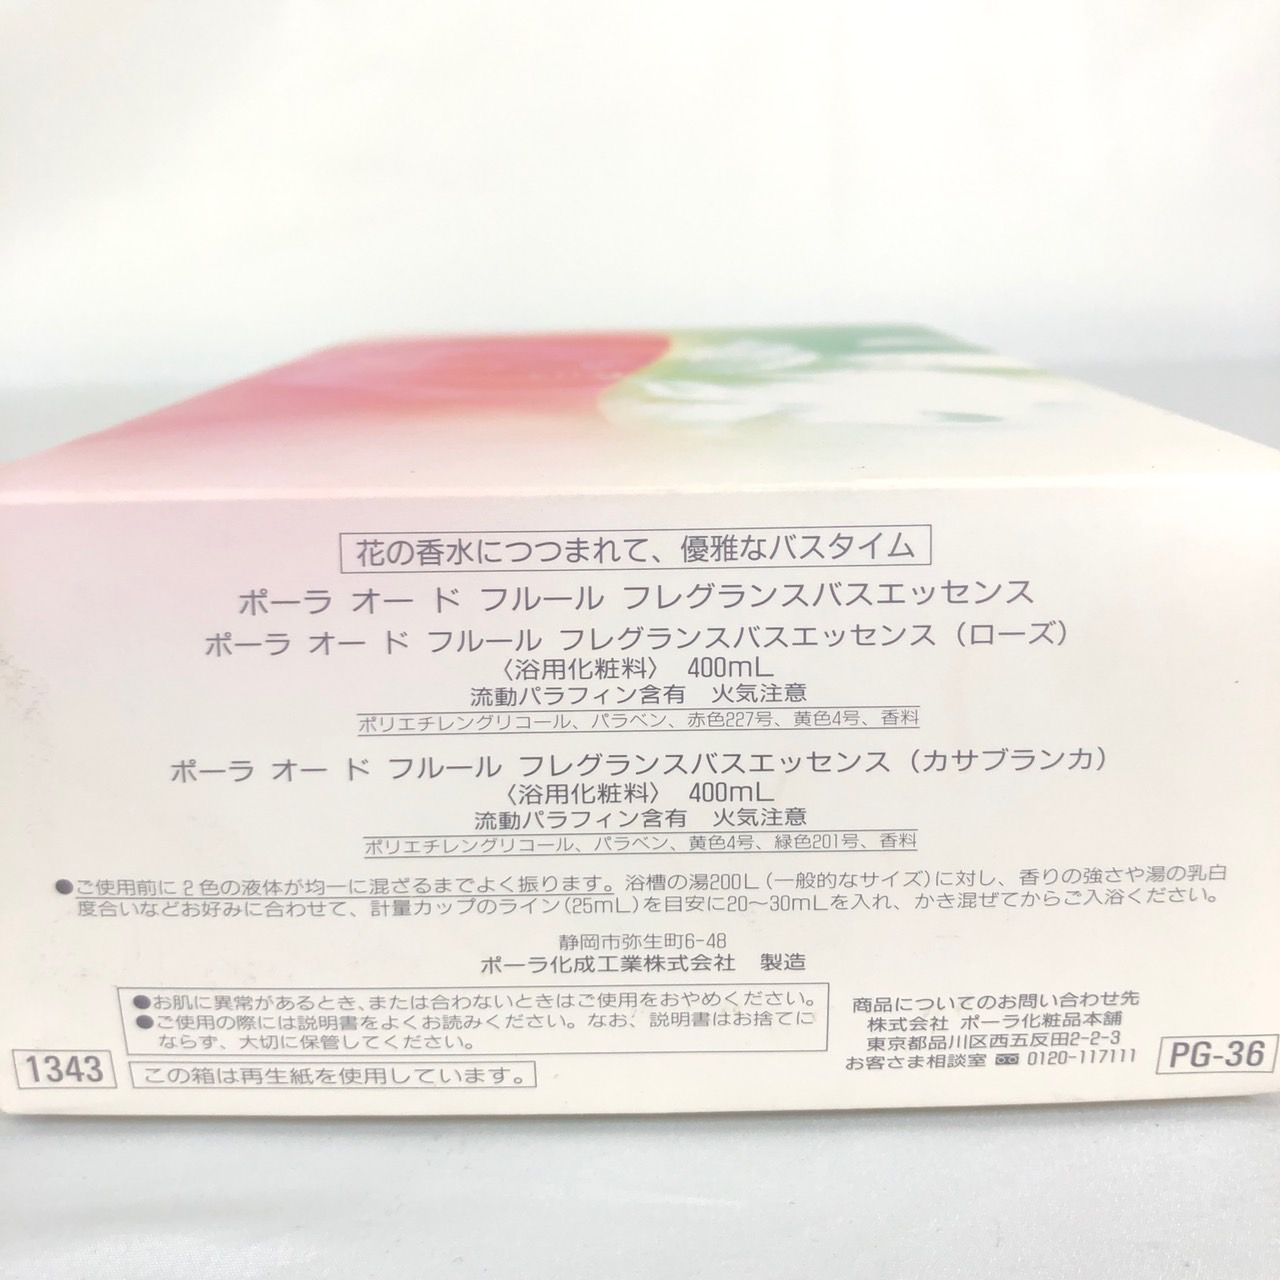 花の香水につつまれて、優雅なバスタイム
ポーラ オー ド フルール フレグランスバスエッセンス
ポーラ オー ド フルール フレグランスバスエッセンス（ローズ）
〈浴用化粧料〉 400mL
流動パラフィン含有 火気注意
ポリエチレングリコール、パラベン、赤色227号、黄色4号、香料
ポーラ オー ド フルール フレグランスバスエッセンス（カサブランカ）
〈浴用化粧料〉 400mL
流動パラフィン含有 火気注意
ポリエチレングリコール、パラベン、黄色4号、緑色201号、香料
●ご使用前に2色の液体が均一に混ざるまでよく振ります。浴槽の湯200L（一般的なサイズ）に対し、香りの強さや湯の乳白
度合いなどお好みに合わせて、計量カップのライン（25mL）を目安に20〜30mLを入れ、かき混ぜてからご入浴ください。
静岡市弥生町6-48
ポーラ化成工業株式会社 製造
●お肌に異常があるとき、または合わないときはご使用をおやめください。
●ご使用の際には説明書をよくお読みください。なお、説明書はお捨てに
ならず、大切に保管してください。
1343
この箱は再生紙を使用しています。
商品についてのお問い合わせ先
株式会社 ポーラ化粧品本舗
東京都品川区西五反田2-2-3
お客さま相談室 0120-117111
PG-36